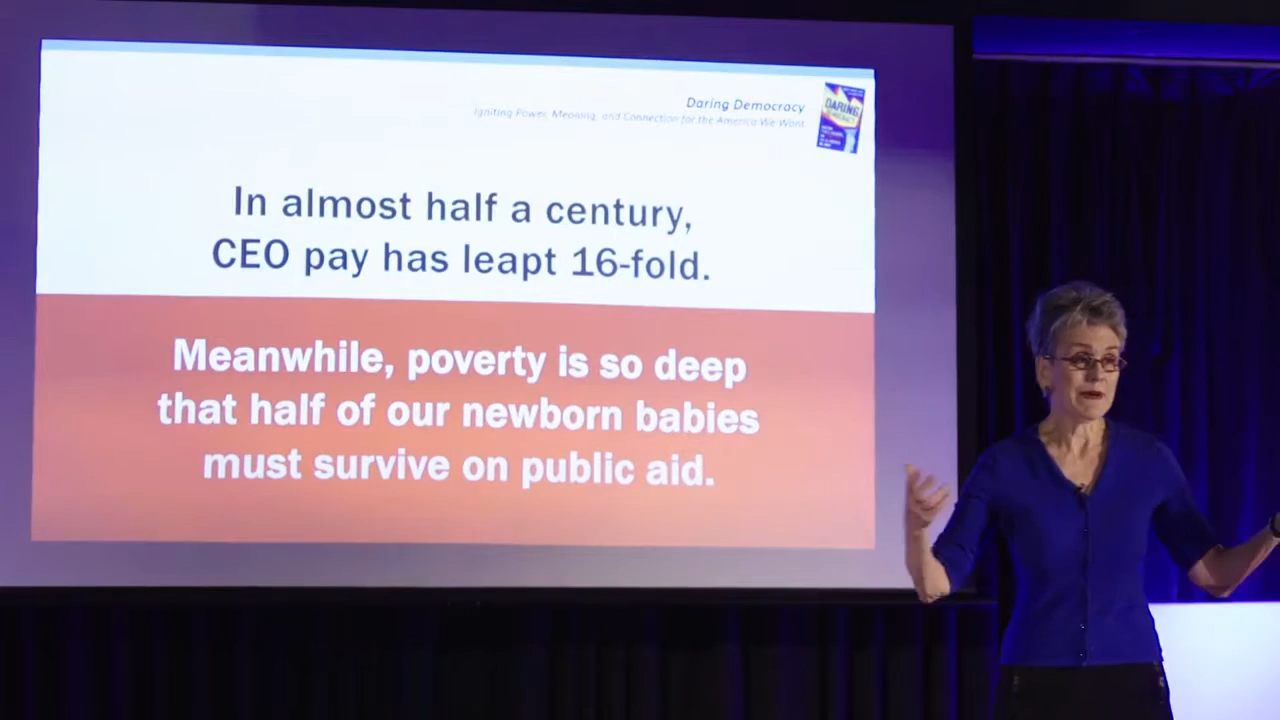 Daring Democracy
Igniting Power, Meaning, and Connection for the America We Want
DARING
DEMOCRACY
In almost half a century,
CEO pay has leapt 16-fold.
Meanwhile, poverty is so deep
that half of our newborn babies
must survive on public aid.